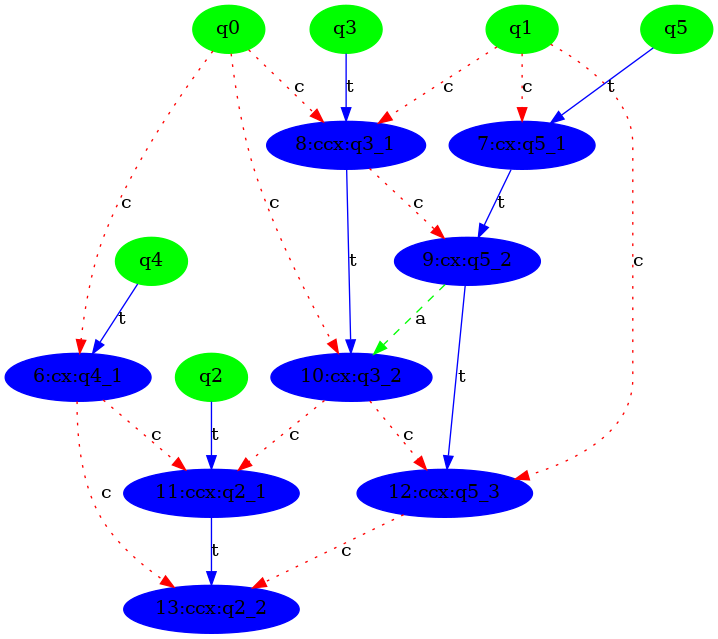 q0
q3
q1
q5
c
t
c
c
t
8:ccx:q3_1
7:cx:q5_1
c
c
c
t
q4
t
9:cx:q5_2
c
t
a
6:cx:q4_1
q2
10:cx:q3_2
t
c
t
c
c
c
11:ccx:q2_1
12:ccx:q5_3
t
c
13:ccx:q2_2